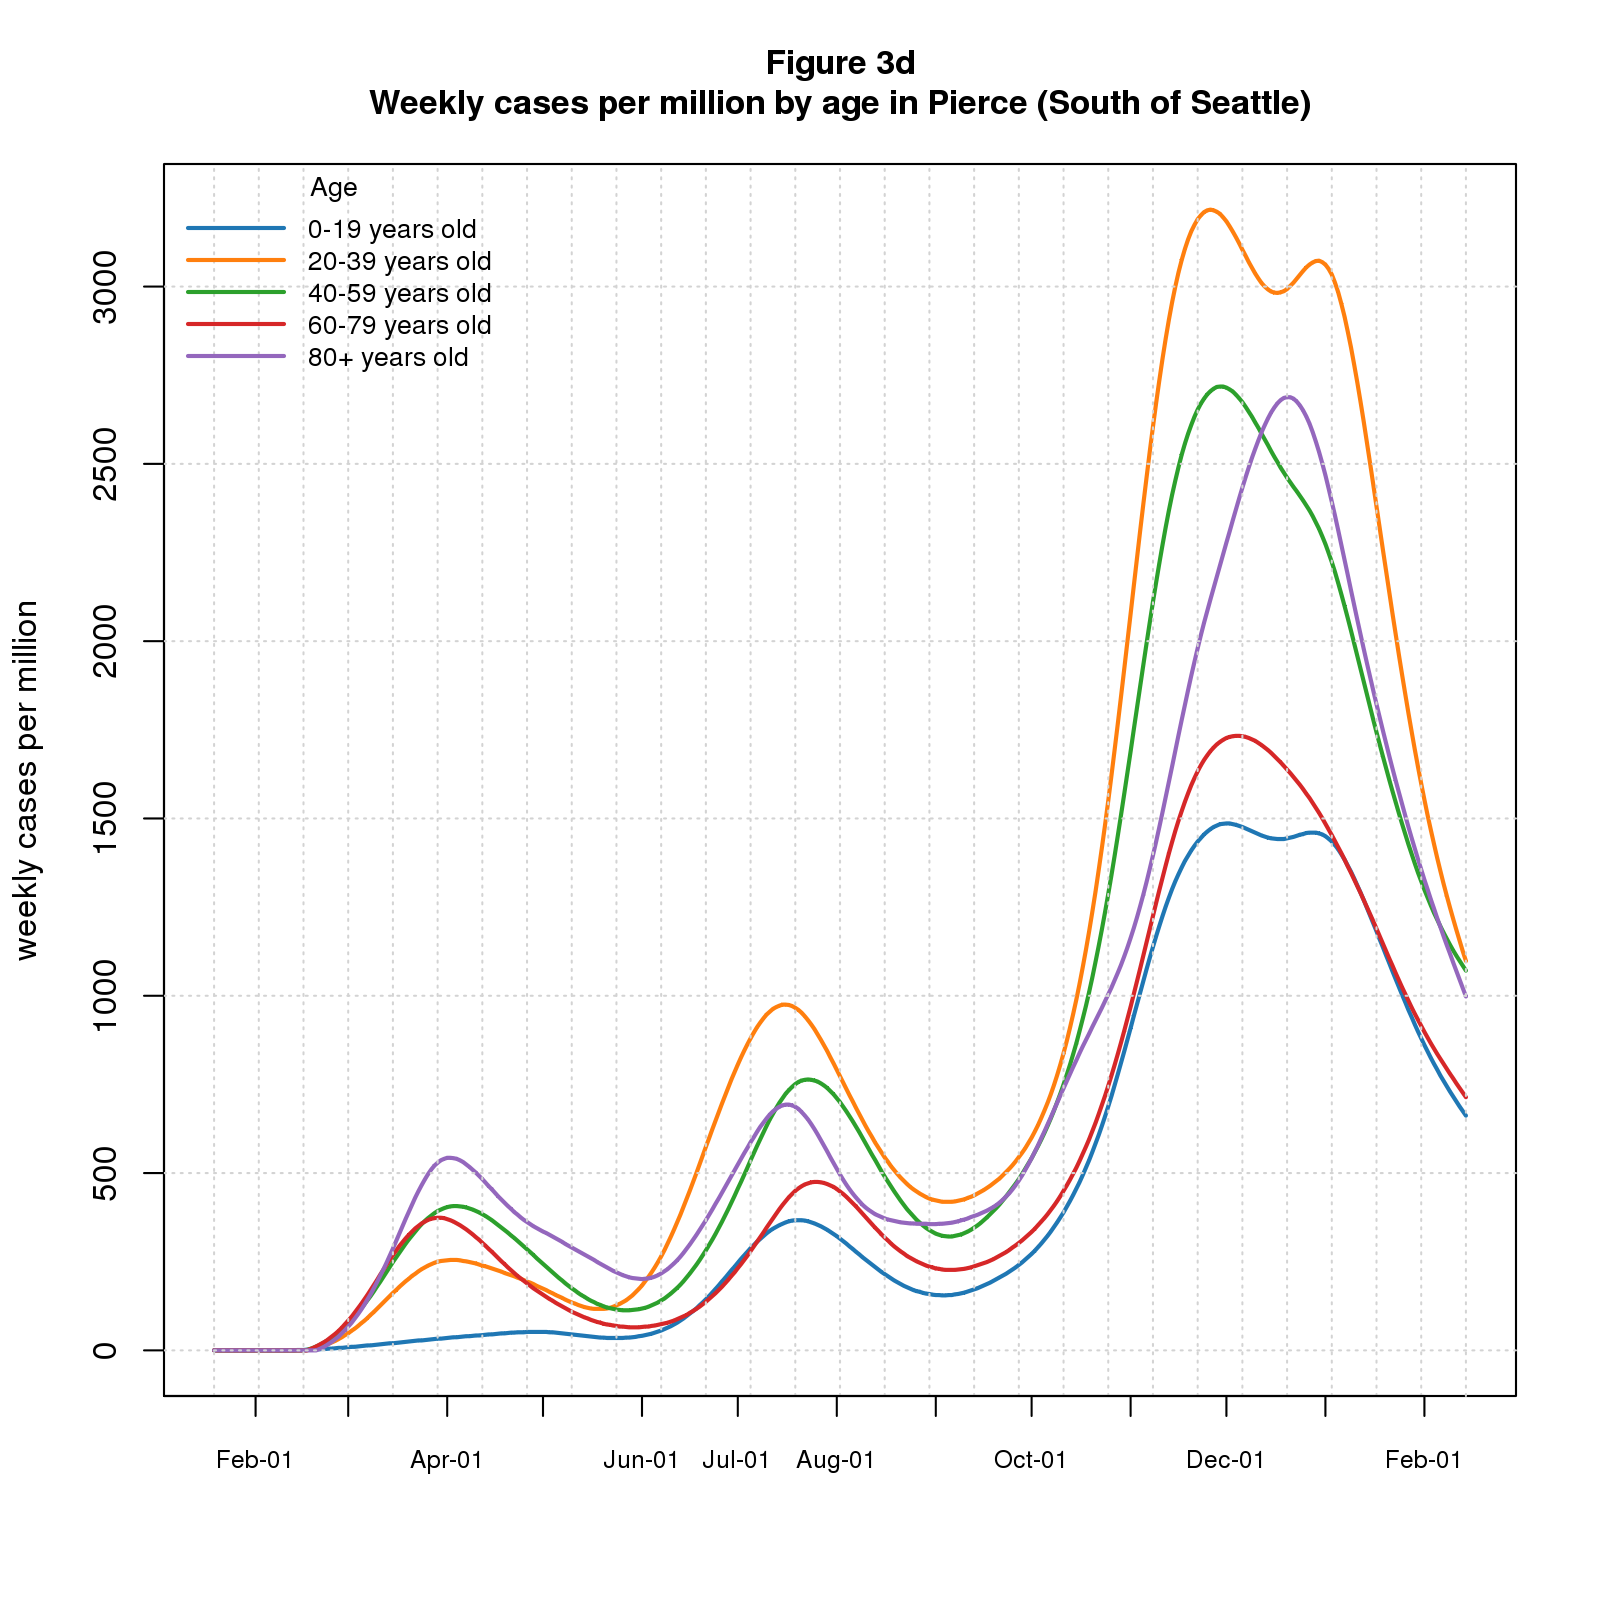 Figure 3d
Weekly cases per million by age in Pierce (South of Seattle)
Age
0-19 years old
20-39 years old
40-59 years old
60-79 years old
80+ years old
weekly cases per million
3000
2500
2000
1500
1000
500
0
Feb-01 Apr-01 Jun-01 Jul-01 Aug-01 Oct-01 Dec-01 Feb-01